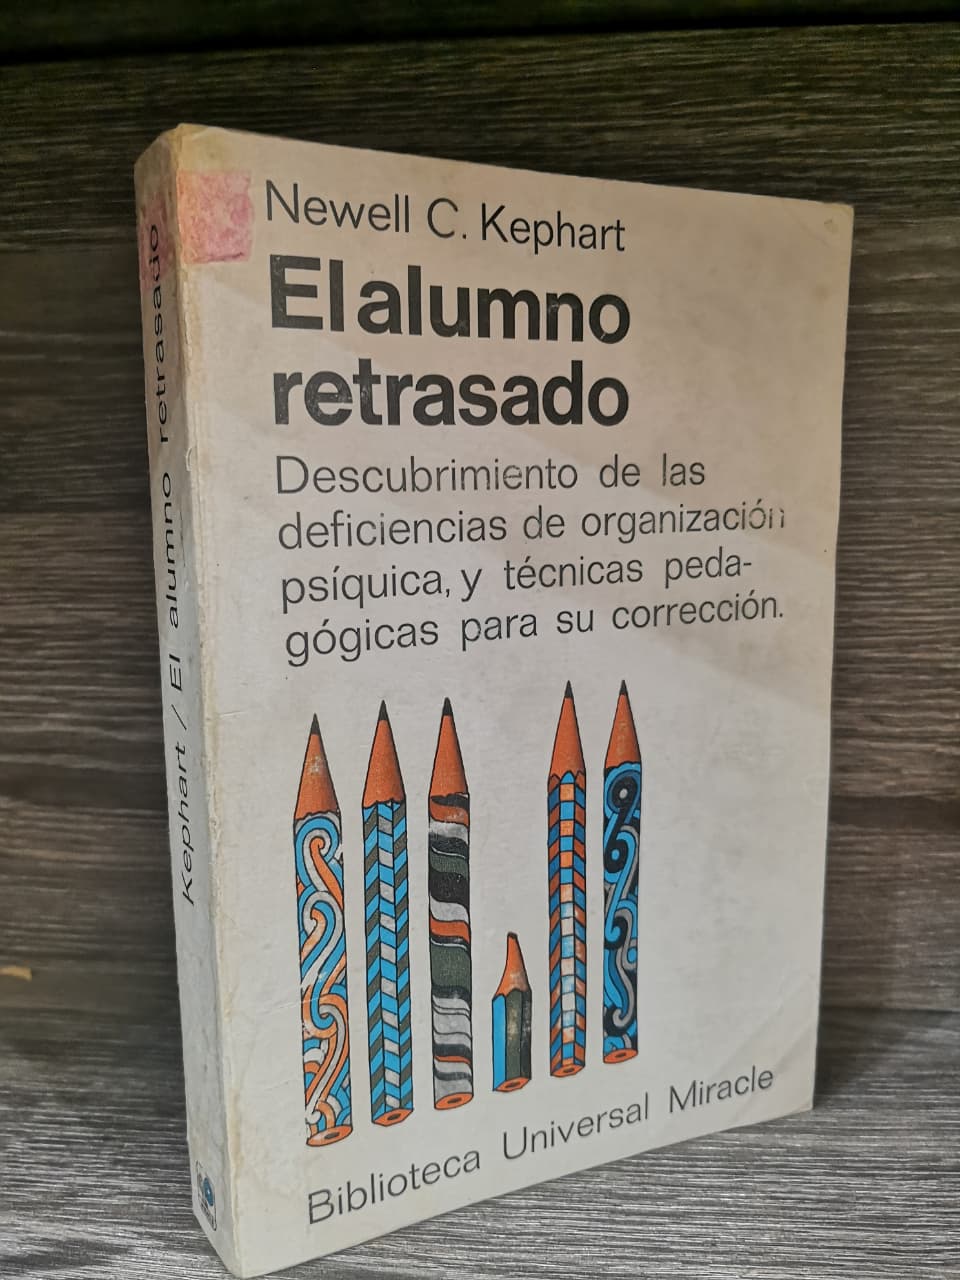 Newell C. Kephart
El alumno
retrasado
Descubrimiento de las
deficiencias de organización
psíquica, y técnicas peda-
gógicas para su corrección.
Biblioteca Universal Miracle
Kephart / El alumno retrasado